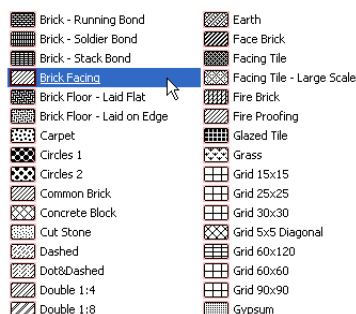 Brick - Running Bond
Brick - Soldier Bond
Brick - Stack Bond
Brick Facing
Brick Floor - Laid Flat
Brick Floor - Laid on Edge
Carpet
Circles 1
Circles 2
Common Brick
Concrete Block
Cut Stone
Dashed
Dot&Dashed
Double 1:4
Double 1:8
Earth
Face Brick
Facing Tile
Facing Tile - Large Scale
Fire Brick
Fire Proofing
Glazed Tile
Grass
Grid 15x15
Grid 25x25
Grid 30x30
Grid 5x5 Diagonal
Grid 60x120
Grid 60x60
Grid 90x90
Gypsum